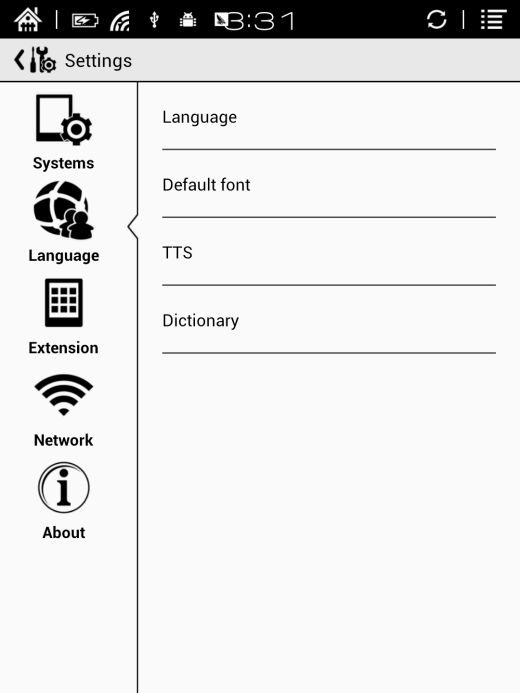 3:31
Settings
Systems
Language
Extension
Network
About
Language
Default font
TTS
Dictionary